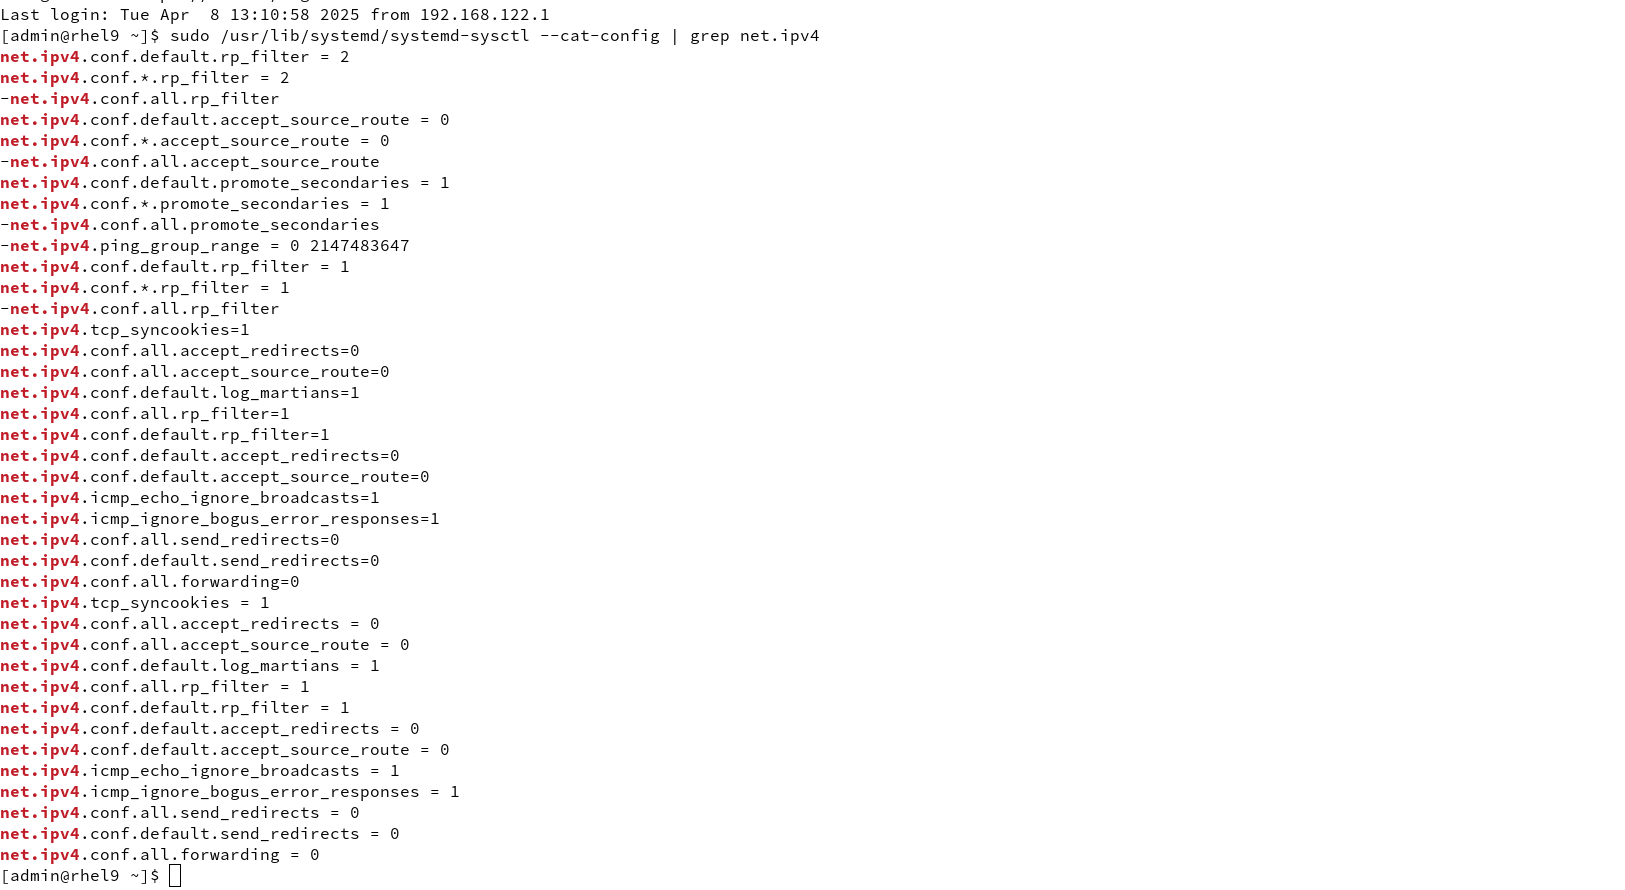 Last login: Tue Apr  8 13:10:58 2025 from 192.168.122.1
[admin@rhel9 ~]$ sudo /usr/lib/systemd/systemd-sysctl --cat-config | grep net.ipv4
net.ipv4.conf.default.rp_filter = 2
net.ipv4.conf.*.rp_filter = 2
-net.ipv4.conf.all.rp_filter
net.ipv4.conf.default.accept_source_route = 0
net.ipv4.conf.*.accept_source_route = 0
-net.ipv4.conf.all.accept_source_route
net.ipv4.conf.default.promote_secondaries = 1
net.ipv4.conf.*.promote_secondaries = 1
-net.ipv4.conf.all.promote_secondaries
-net.ipv4.ping_group_range = 0 2147483647
net.ipv4.conf.default.rp_filter = 1
net.ipv4.conf.*.rp_filter = 1
-net.ipv4.conf.all.rp_filter
net.ipv4.tcp_syncookies=1
net.ipv4.conf.all.accept_redirects=0
net.ipv4.conf.all.accept_source_route=0
net.ipv4.conf.default.log_martians=1
net.ipv4.conf.all.rp_filter=1
net.ipv4.conf.default.rp_filter=1
net.ipv4.conf.default.accept_redirects=0
net.ipv4.conf.default.accept_source_route=0
net.ipv4.icmp_echo_ignore_broadcasts=1
net.ipv4.icmp_ignore_bogus_error_responses=1
net.ipv4.conf.all.send_redirects=0
net.ipv4.conf.default.send_redirects=0
net.ipv4.conf.all.forwarding=0
net.ipv4.tcp_syncookies = 1
net.ipv4.conf.all.accept_redirects = 0
net.ipv4.conf.all.accept_source_route = 0
net.ipv4.conf.default.log_martians = 1
net.ipv4.conf.all.rp_filter = 1
net.ipv4.conf.default.rp_filter = 1
net.ipv4.conf.default.accept_redirects = 0
net.ipv4.conf.default.accept_source_route = 0
net.ipv4.icmp_echo_ignore_broadcasts = 1
net.ipv4.icmp_ignore_bogus_error_responses = 1
net.ipv4.conf.all.send_redirects = 0
net.ipv4.conf.default.send_redirects = 0
net.ipv4.conf.all.forwarding = 0
[admin@rhel9 ~]$